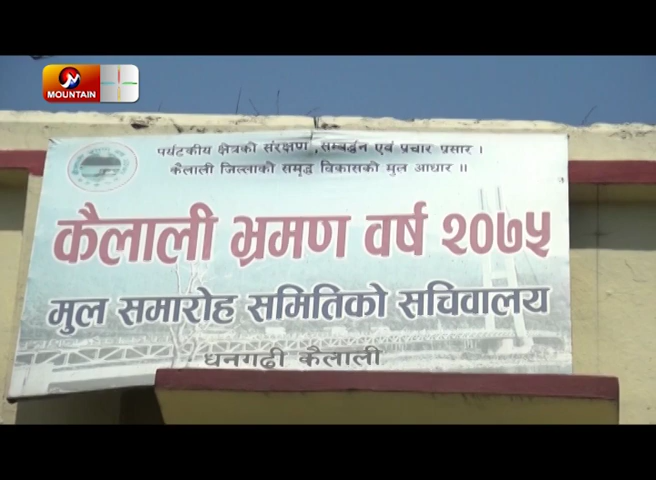 MOUNTAIN
पर्यटकीय क्षेत्रको संरक्षण ,सम्बर्द्धन एवं प्रचार प्रसार ।
कैलाली जिल्लाको समृद्ध विकासको मुल आधार ॥
कैलाली भ्रमण वर्ष २०७५
मुल समारोह समितिको सचिवालय
धनगढी कैलाली